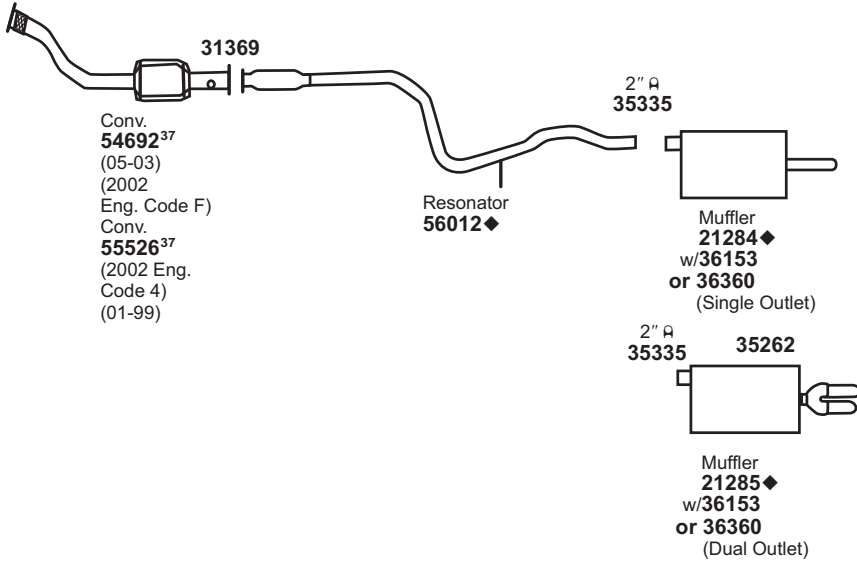 31369
Conv.
54692³⁷
(05-03)
(2002
Eng. Code F)
Conv.
55526³⁷
(2002 Eng.
Code 4)
(01-99)
Resonator
56012◆
2″
35335
Muffler
21284◆
w/36153
or 36360
(Single Outlet)
2″
35335
35262
Muffler
21285◆
w/36153
or 36360
(Dual Outlet)